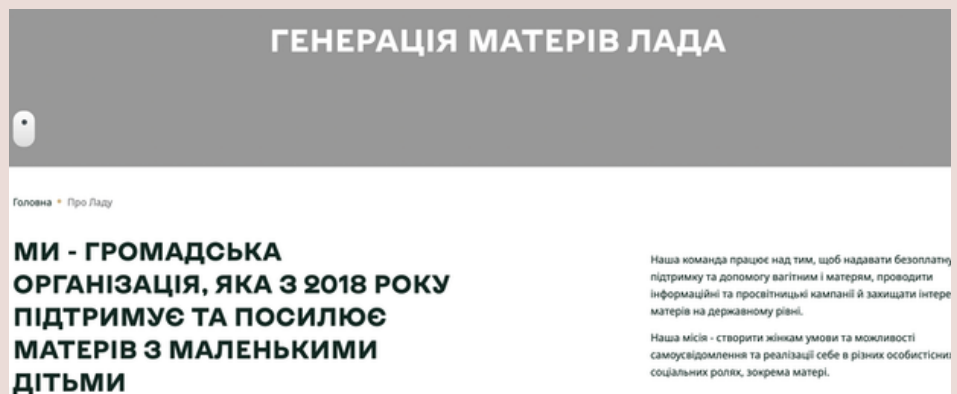 ГЕНЕРАЦІЯ МАТЕРІВ ЛАДА
Головна • Про Ладу
МИ - ГРОМАДСЬКА
ОРГАНІЗАЦІЯ, ЯКА З 2018 РОКУ
ПІДТРИМУЄ ТА ПОСИЛЮЄ
МАТЕРІВ З МАЛЕНЬКИМИ
ДІТЬМИ
Наша команда працює над тим, щоб надавати безоплатну
підтримку та допомогу вагітним і матерям, проводити
інформаційні та просвітницькі кампанії й захищати
матерів на державному рівні.
Наша місія - створити жінкам умови та можливості
самоусвідомлення та реалізації себе в різних
соціальних ролях, зокрема матері.